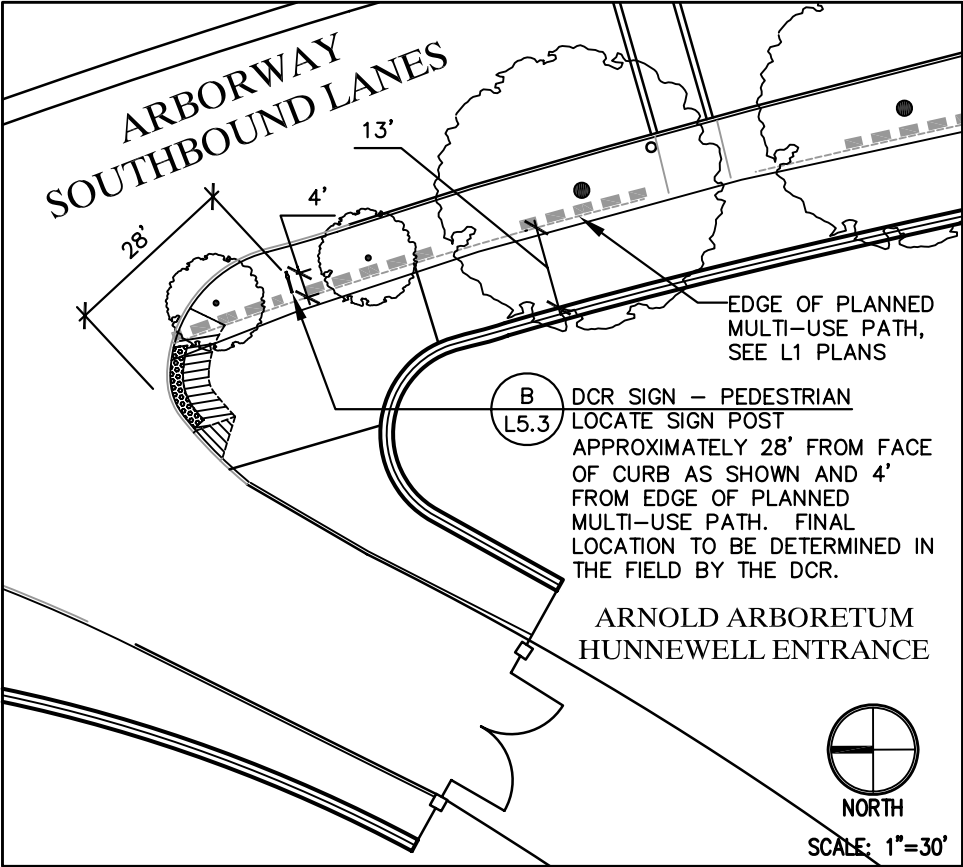 ARBORWAY
SOUTHBOUND LANES
13'
4'
28'
EDGE OF PLANNED
MULTI-USE PATH,
SEE L1 PLANS
B
L5.3
DCR SIGN - PEDESTRIAN
LOCATE SIGN POST
APPROXIMATELY 28' FROM FACE
OF CURB AS SHOWN AND 4'
FROM EDGE OF PLANNED
MULTI-USE PATH. FINAL
LOCATION TO BE DETERMINED IN
THE FIELD BY THE DCR.
ARNOLD ARBORETUM
HUNNEWELL ENTRANCE
NORTH
SCALE: 1"=30'